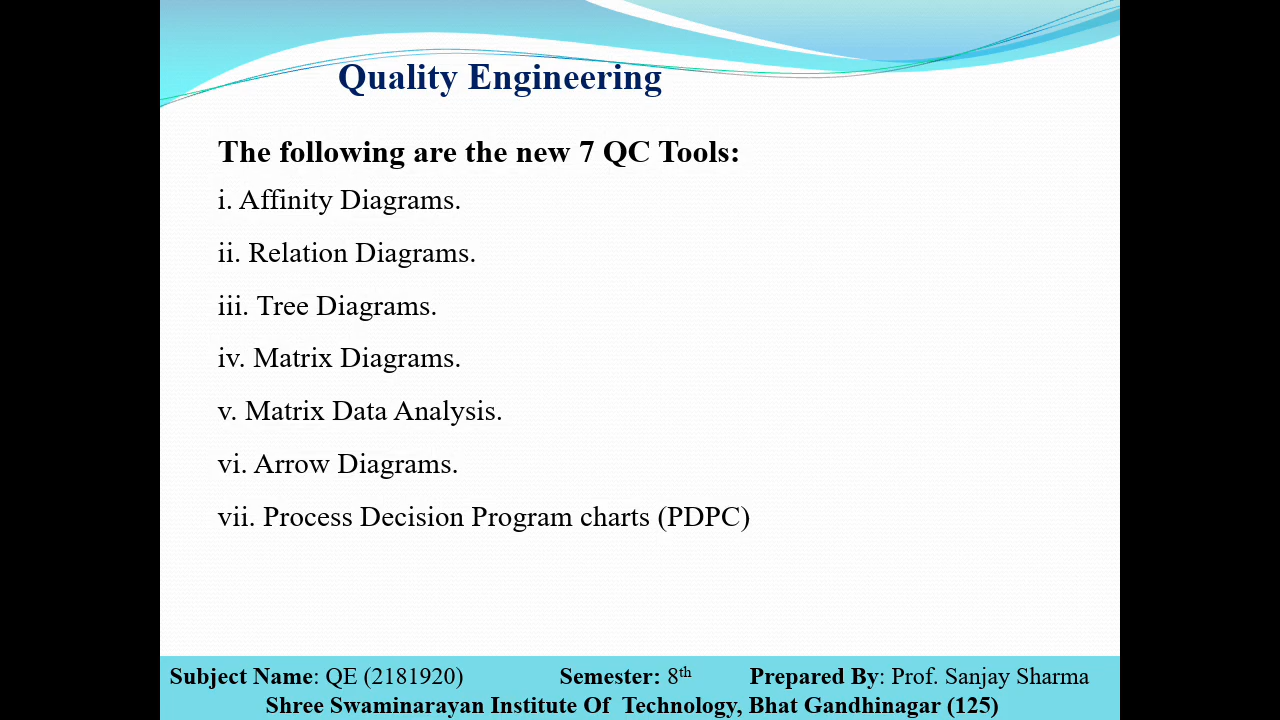 Quality Engineering
The following are the new 7 QC Tools:
i. Affinity Diagrams.
ii. Relation Diagrams.
iii. Tree Diagrams.
iv. Matrix Diagrams.
v. Matrix Data Analysis.
vi. Arrow Diagrams.
vii. Process Decision Program charts (PDPC)
Subject Name: QE (2181920) Semester: 8th Prepared By: Prof. Sanjay Sharma
Shree Swaminarayan Institute Of Technology, Bhat Gandhinagar (125)